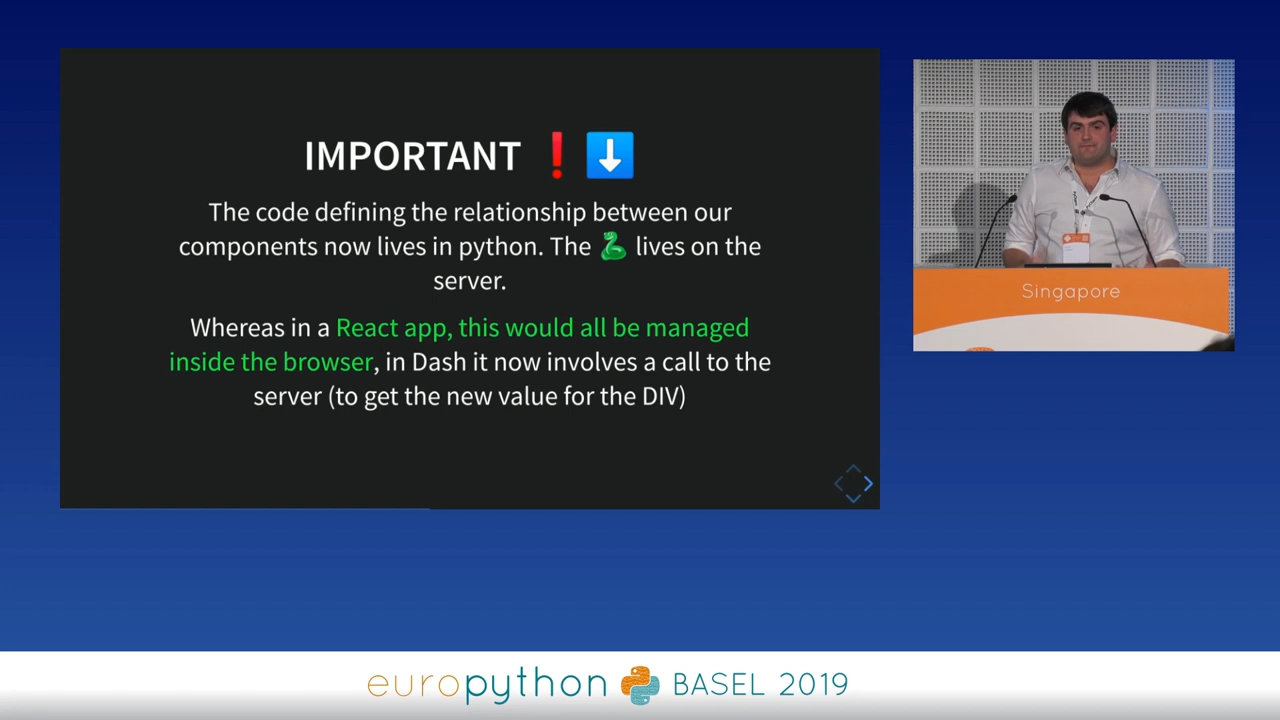 IMPORTANT ❗ ⬇️
The code defining the relationship between our
components now lives in python. The 🐍 lives on the
server.
Whereas in a React app, this would all be managed
inside the browser, in Dash it now involves a call to the
server (to get the new value for the DIV)
Singapore
europython BASEL 2019